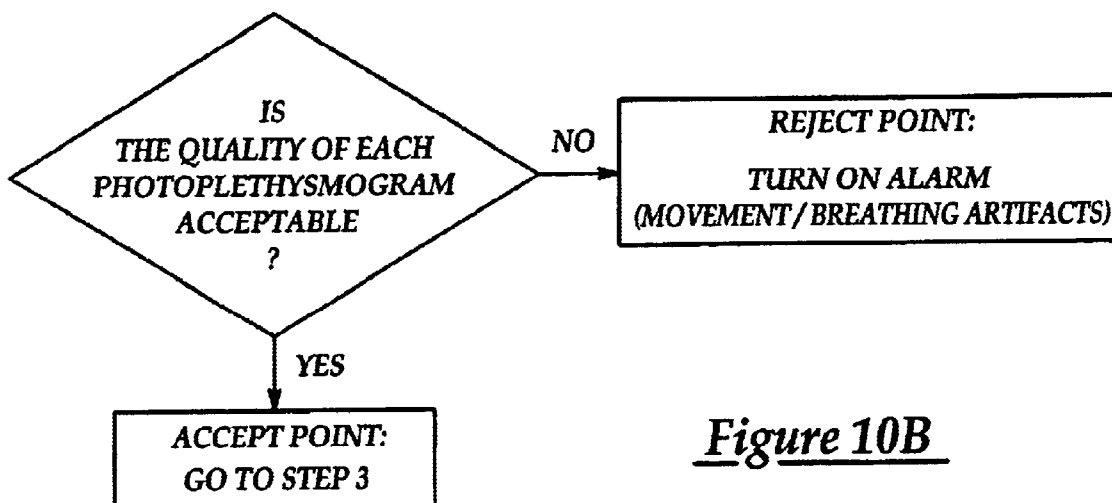 IS
THE QUALITY OF EACH
PHOTOPLETHYSMOGRAM
ACCEPTABLE
?
NO
REJECT POINT:
TURN ON ALARM
(MOVEMENT / BREATHING ARTIFACTS)
YES
ACCEPT POINT:
GO TO STEP 3
Figure 10B